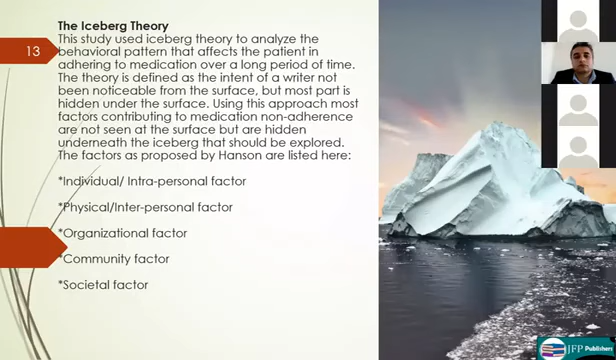 The Iceberg Theory
This study used iceberg theory to analyze the
13
behavioral pattern that affects the patient in
adhering to medication over a long period of time.
The theory is defined as the intent of a writer not
been noticeable from the surface, but most part is
hidden under the surface. Using this approach most
factors contributing to medication non-adherence
are not seen at the surface but are hidden
underneath the iceberg that should be explored.
The factors as proposed by Hanson are listed here:
*Individual/ Intra-personal factor
*Physical/Inter-personal factor
*Organizational factor
*Community factor
*Societal factor
JFP Publishers